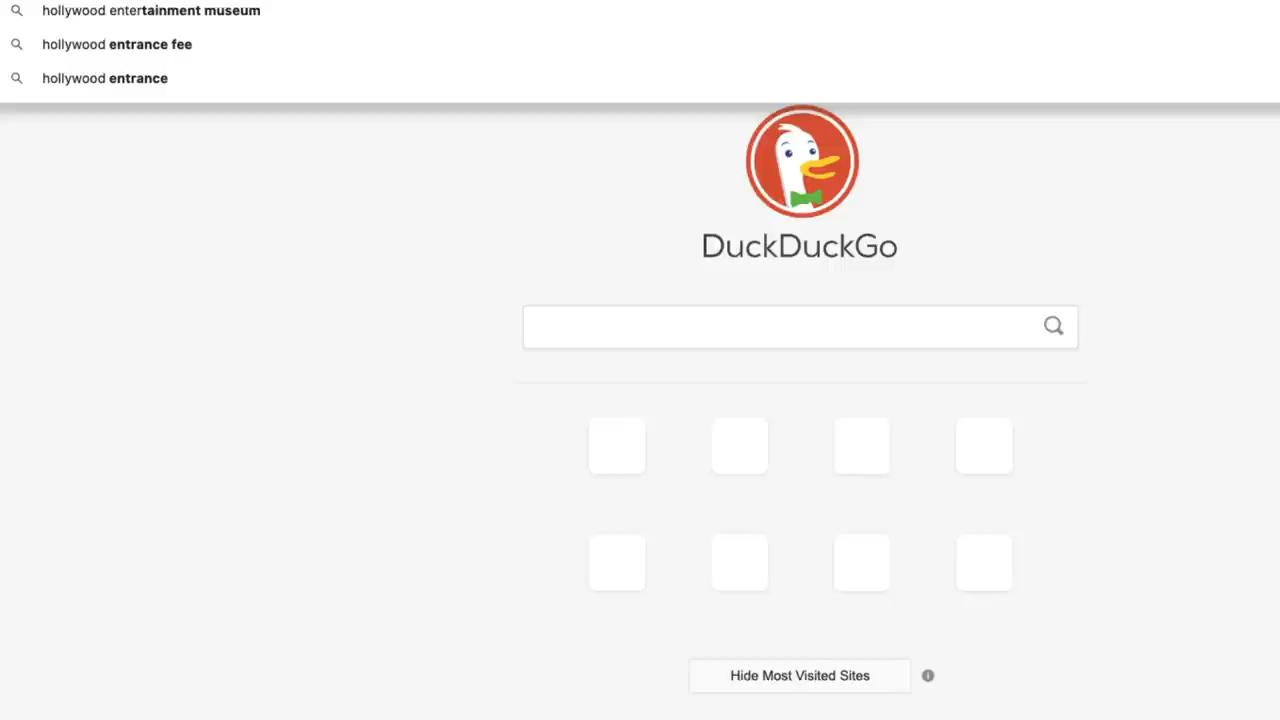 hollywood entertainment museum
hollywood entrance fee
hollywood entrance
DuckDuckGo
Hide Most Visited Sites